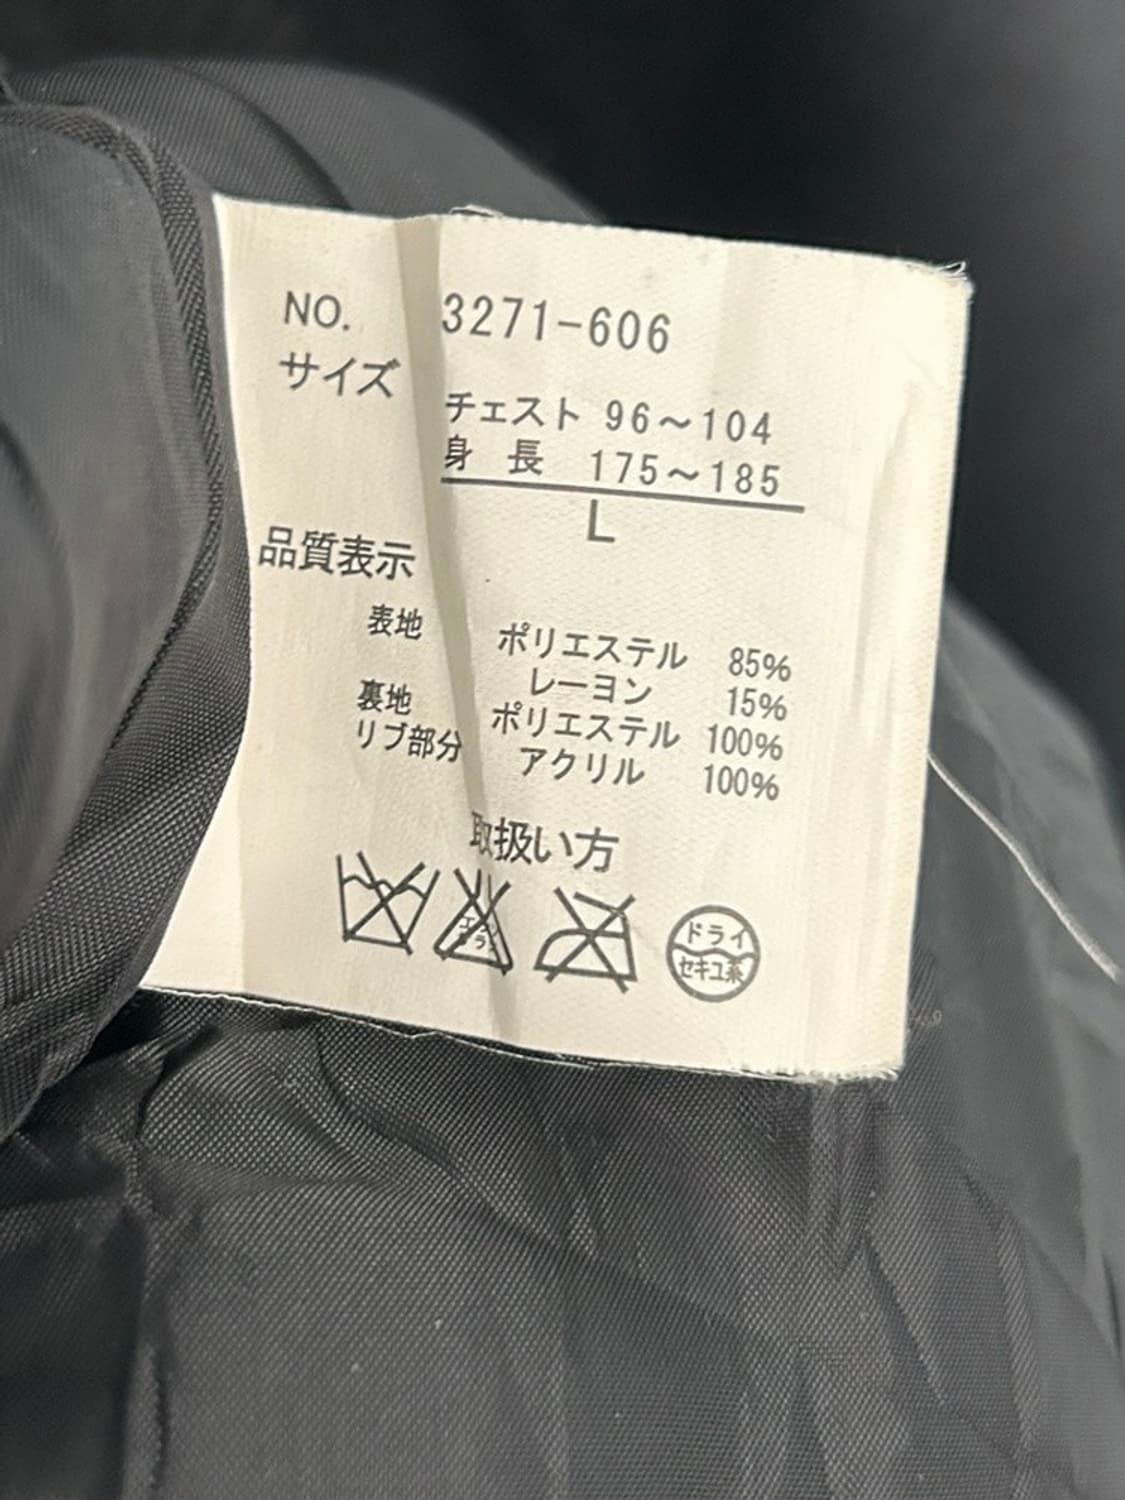 NO. 3271-606
サイズ
チェスト 96～104
身長 175～185
L
品質表示
表地 ポリエステル 85%
レーヨン 15%
裏地 ポリエステル 100%
リブ部分 アクリル 100%
取扱い方
ドライ
セキユ系